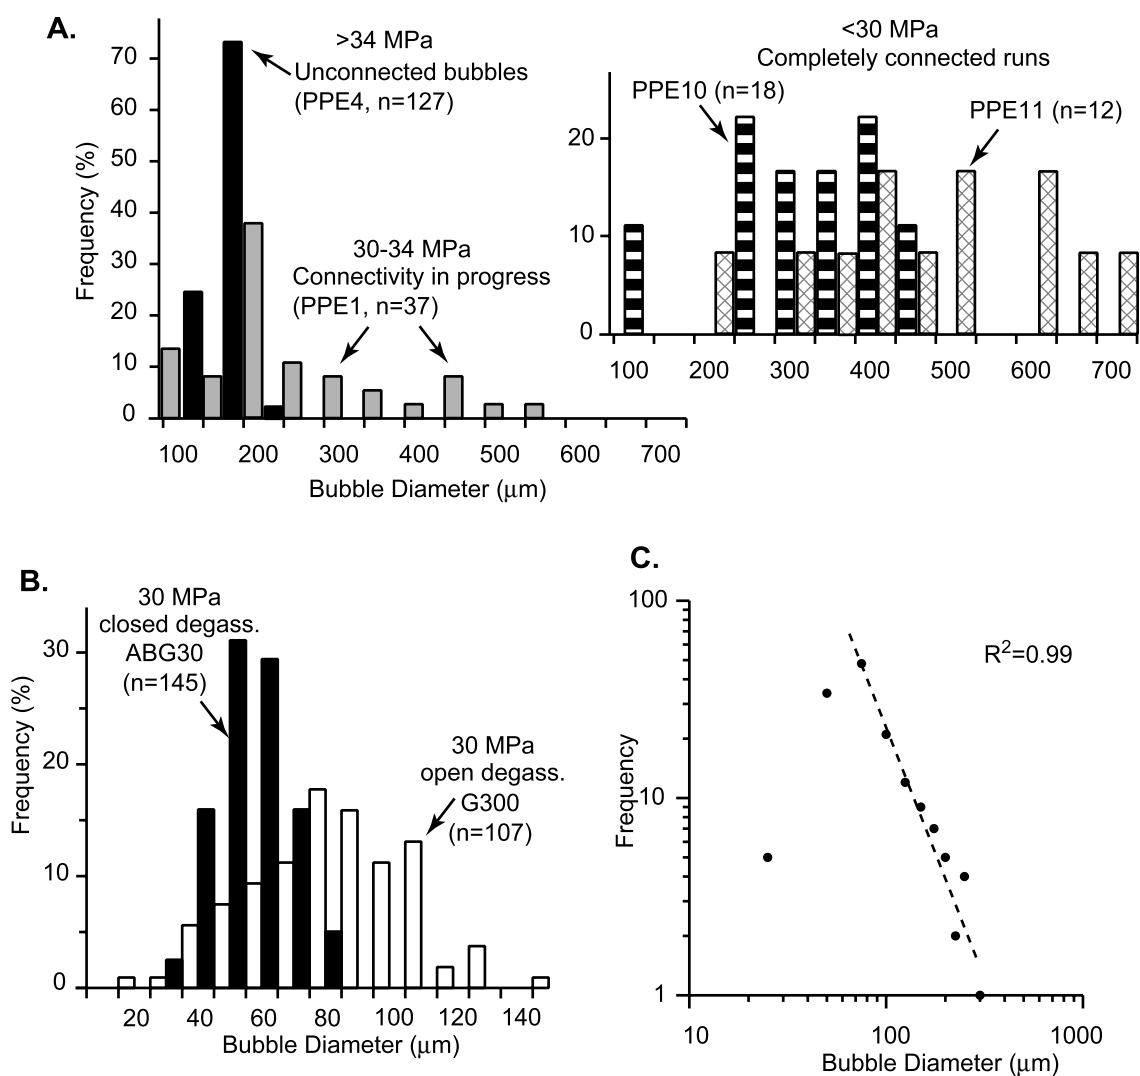 A.
>34 MPa
Unconnected bubbles
(PPE4, n=127)
30-34 MPa
Connectivity in progress
(PPE1, n=37)
Frequency (%)
70
60
50
40
30
20
10
0
100 200 300 400 500 600 700
Bubble Diameter (μm)
<30 MPa
Completely connected runs
PPE10 (n=18)
PPE11 (n=12)
20
10
0
100 200 300 400 500 600 700
B.
30 MPa
closed degass.
ABG30
(n=145)
30 MPa
open degass.
G300
(n=107)
Frequency (%)
30
20
10
0
20 40 60 80 100 120 140
Bubble Diameter (μm)
C.
R²=0.99
Frequency
100
10
1
10 100 1000
Bubble Diameter (μm)